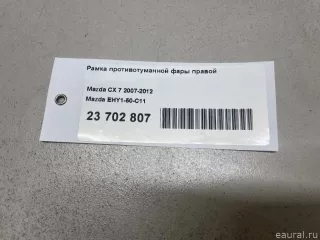 Рамка противотуманной фары правой
Mazda CX 7 2007-2012
Mazda EHY1-50-C11
23 702 807
eaural.ru